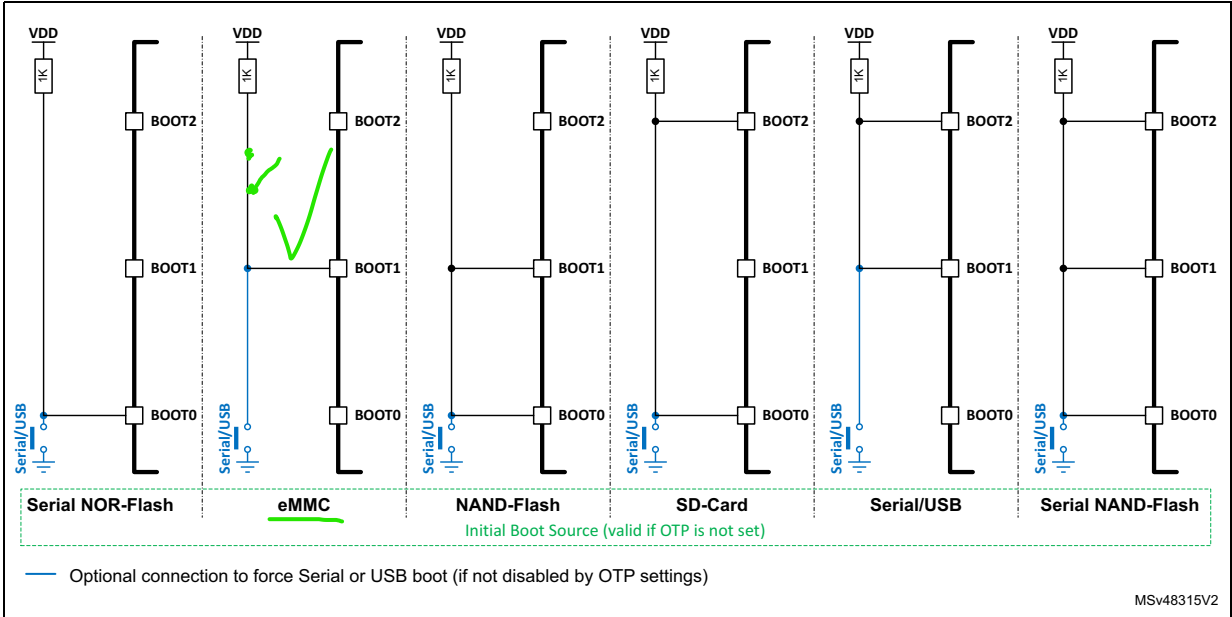 VDD VDD VDD VDD VDD VDD
1K 1K 1K 1K 1K 1K
BOOT2 BOOT2 BOOT2 BOOT2 BOOT2 BOOT2
BOOT1 BOOT1 BOOT1 BOOT1 BOOT1 BOOT1
BOOT0 BOOT0 BOOT0 BOOT0 BOOT0 BOOT0
Serial/USB Serial/USB Serial/USB Serial/USB Serial/USB Serial/USB
Serial NOR-Flash eMMC NAND-Flash SD-Card Serial/USB Serial NAND-Flash
Initial Boot Source (valid if OTP is not set)
Optional connection to force Serial or USB boot (if not disabled by OTP settings)
MSv48315V2